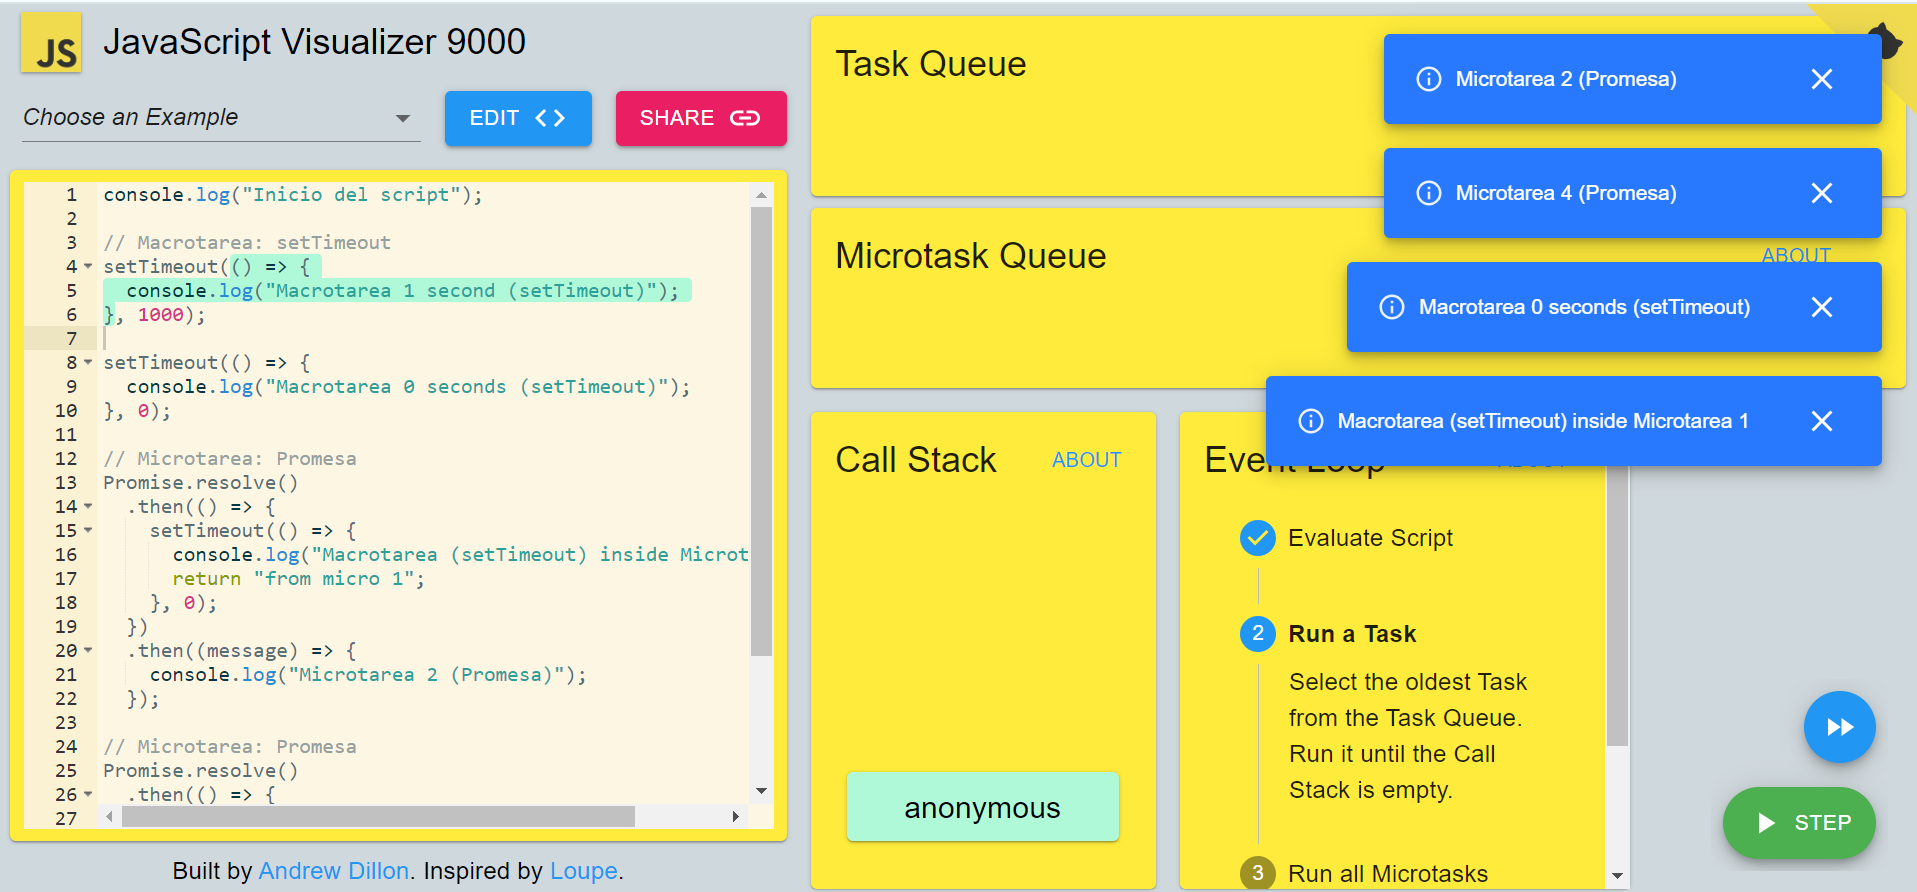 JS
JavaScript Visualizer 9000
Choose an Example
EDIT
SHARE
1 console.log("Inicio del script");
2
3 // Macrotarea: setTimeout
4 setTimeout(() => {
5 console.log("Macrotarea 1 second (setTimeout)");
6 }, 1000);
7
8 setTimeout(() => {
9 console.log("Macrotarea 0 seconds (setTimeout)");
10 }, 0);
11
12 // Microtarea: Promesa
13 Promise.resolve()
14 .then(() => {
15 setTimeout(() => {
16 console.log("Macrotarea (setTimeout) inside Microt
17 return "from micro 1";
18 }, 0);
19 })
20 .then((message) => {
21 console.log("Microtarea 2 (Promesa)");
22 });
23
24 // Microtarea: Promesa
25 Promise.resolve()
26 .then(() => {
27
Built by Andrew Dillon. Inspired by Loupe.
Task Queue
Microtask Queue
ABOUT
Microtarea 2 (Promesa)
Microtarea 4 (Promesa)
Macrotarea 0 seconds (setTimeout)
Macrotarea (setTimeout) inside Microtarea 1
Call Stack
ABOUT
anonymous
Event Loop
ABOUT
Evaluate Script
2 Run a Task
Select the oldest Task
from the Task Queue.
Run it until the Call
Stack is empty.
3 Run all Microtasks
STEP